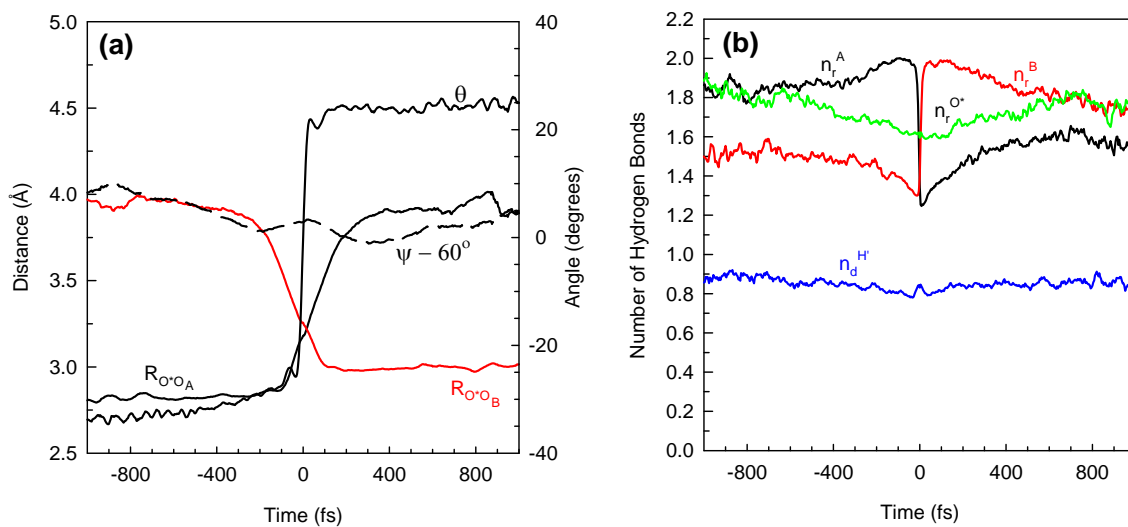 (a)
5.0
4.5
4.0
3.5
3.0
2.5
Distance (Å)
40
20
0
-20
-40
Angle (degrees)
θ
ψ – 60°
R_{O*O_A}
R_{O*O_B}
-800
-400
0
400
800
Time (fs)
(b)
2.0
1.8
1.6
1.4
1.2
1.0
0.8
0.6
0.4
0.2
0.0
Number of Hydrogen Bonds
n_r^A
n_r^B
n_r^{O*}
n_d^{H'}
-800
-400
0
400
800
Time (fs)